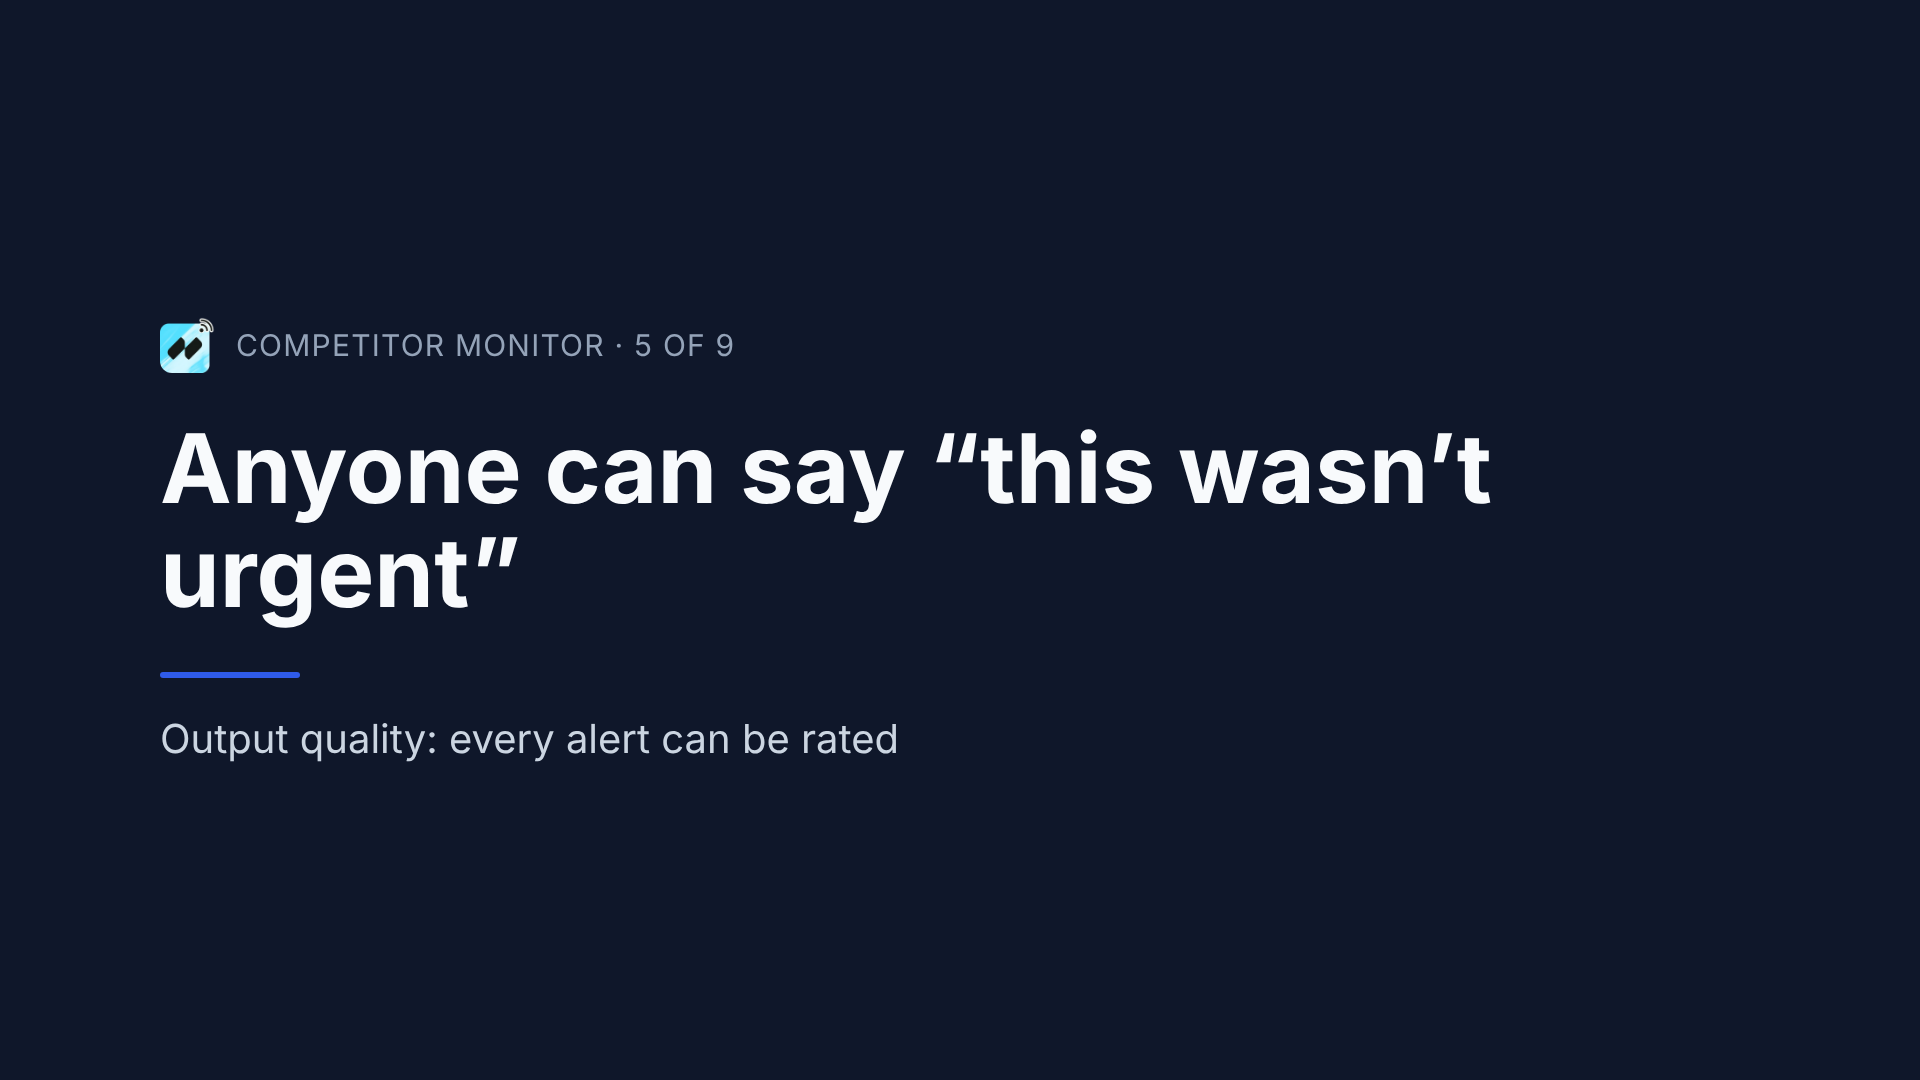 COMPETITOR MONITOR · 5 OF 9
Anyone can say “this wasn’t
urgent”
Output quality: every alert can be rated